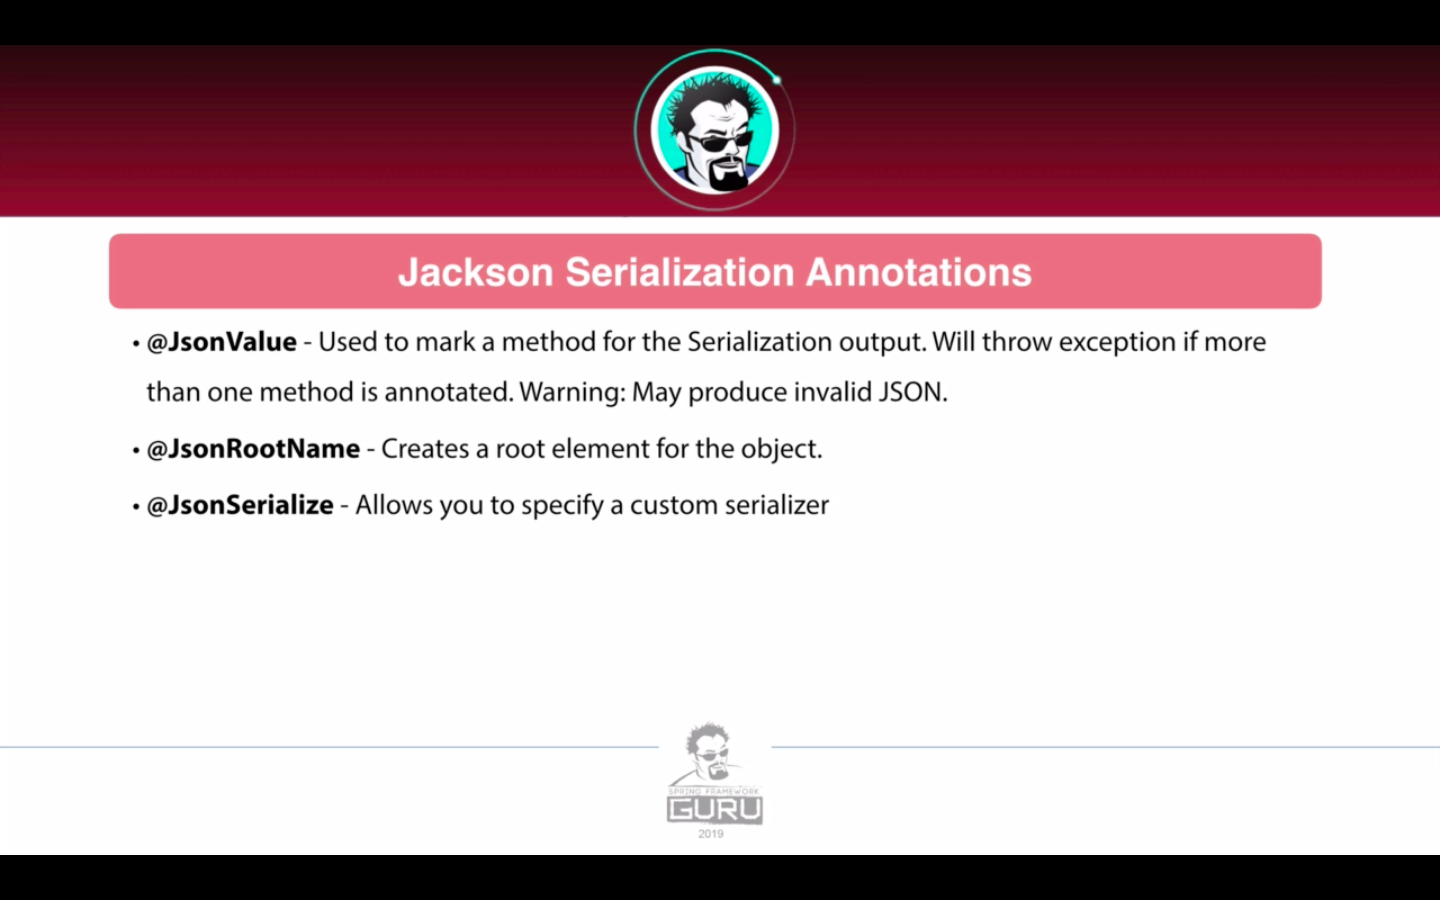 Jackson Serialization Annotations
• @JsonValue - Used to mark a method for the Serialization output. Will throw exception if more
than one method is annotated. Warning: May produce invalid JSON.
• @JsonRootName - Creates a root element for the object.
• @JsonSerialize - Allows you to specify a custom serializer
SPRING FRAMEWORK
GURU
2019